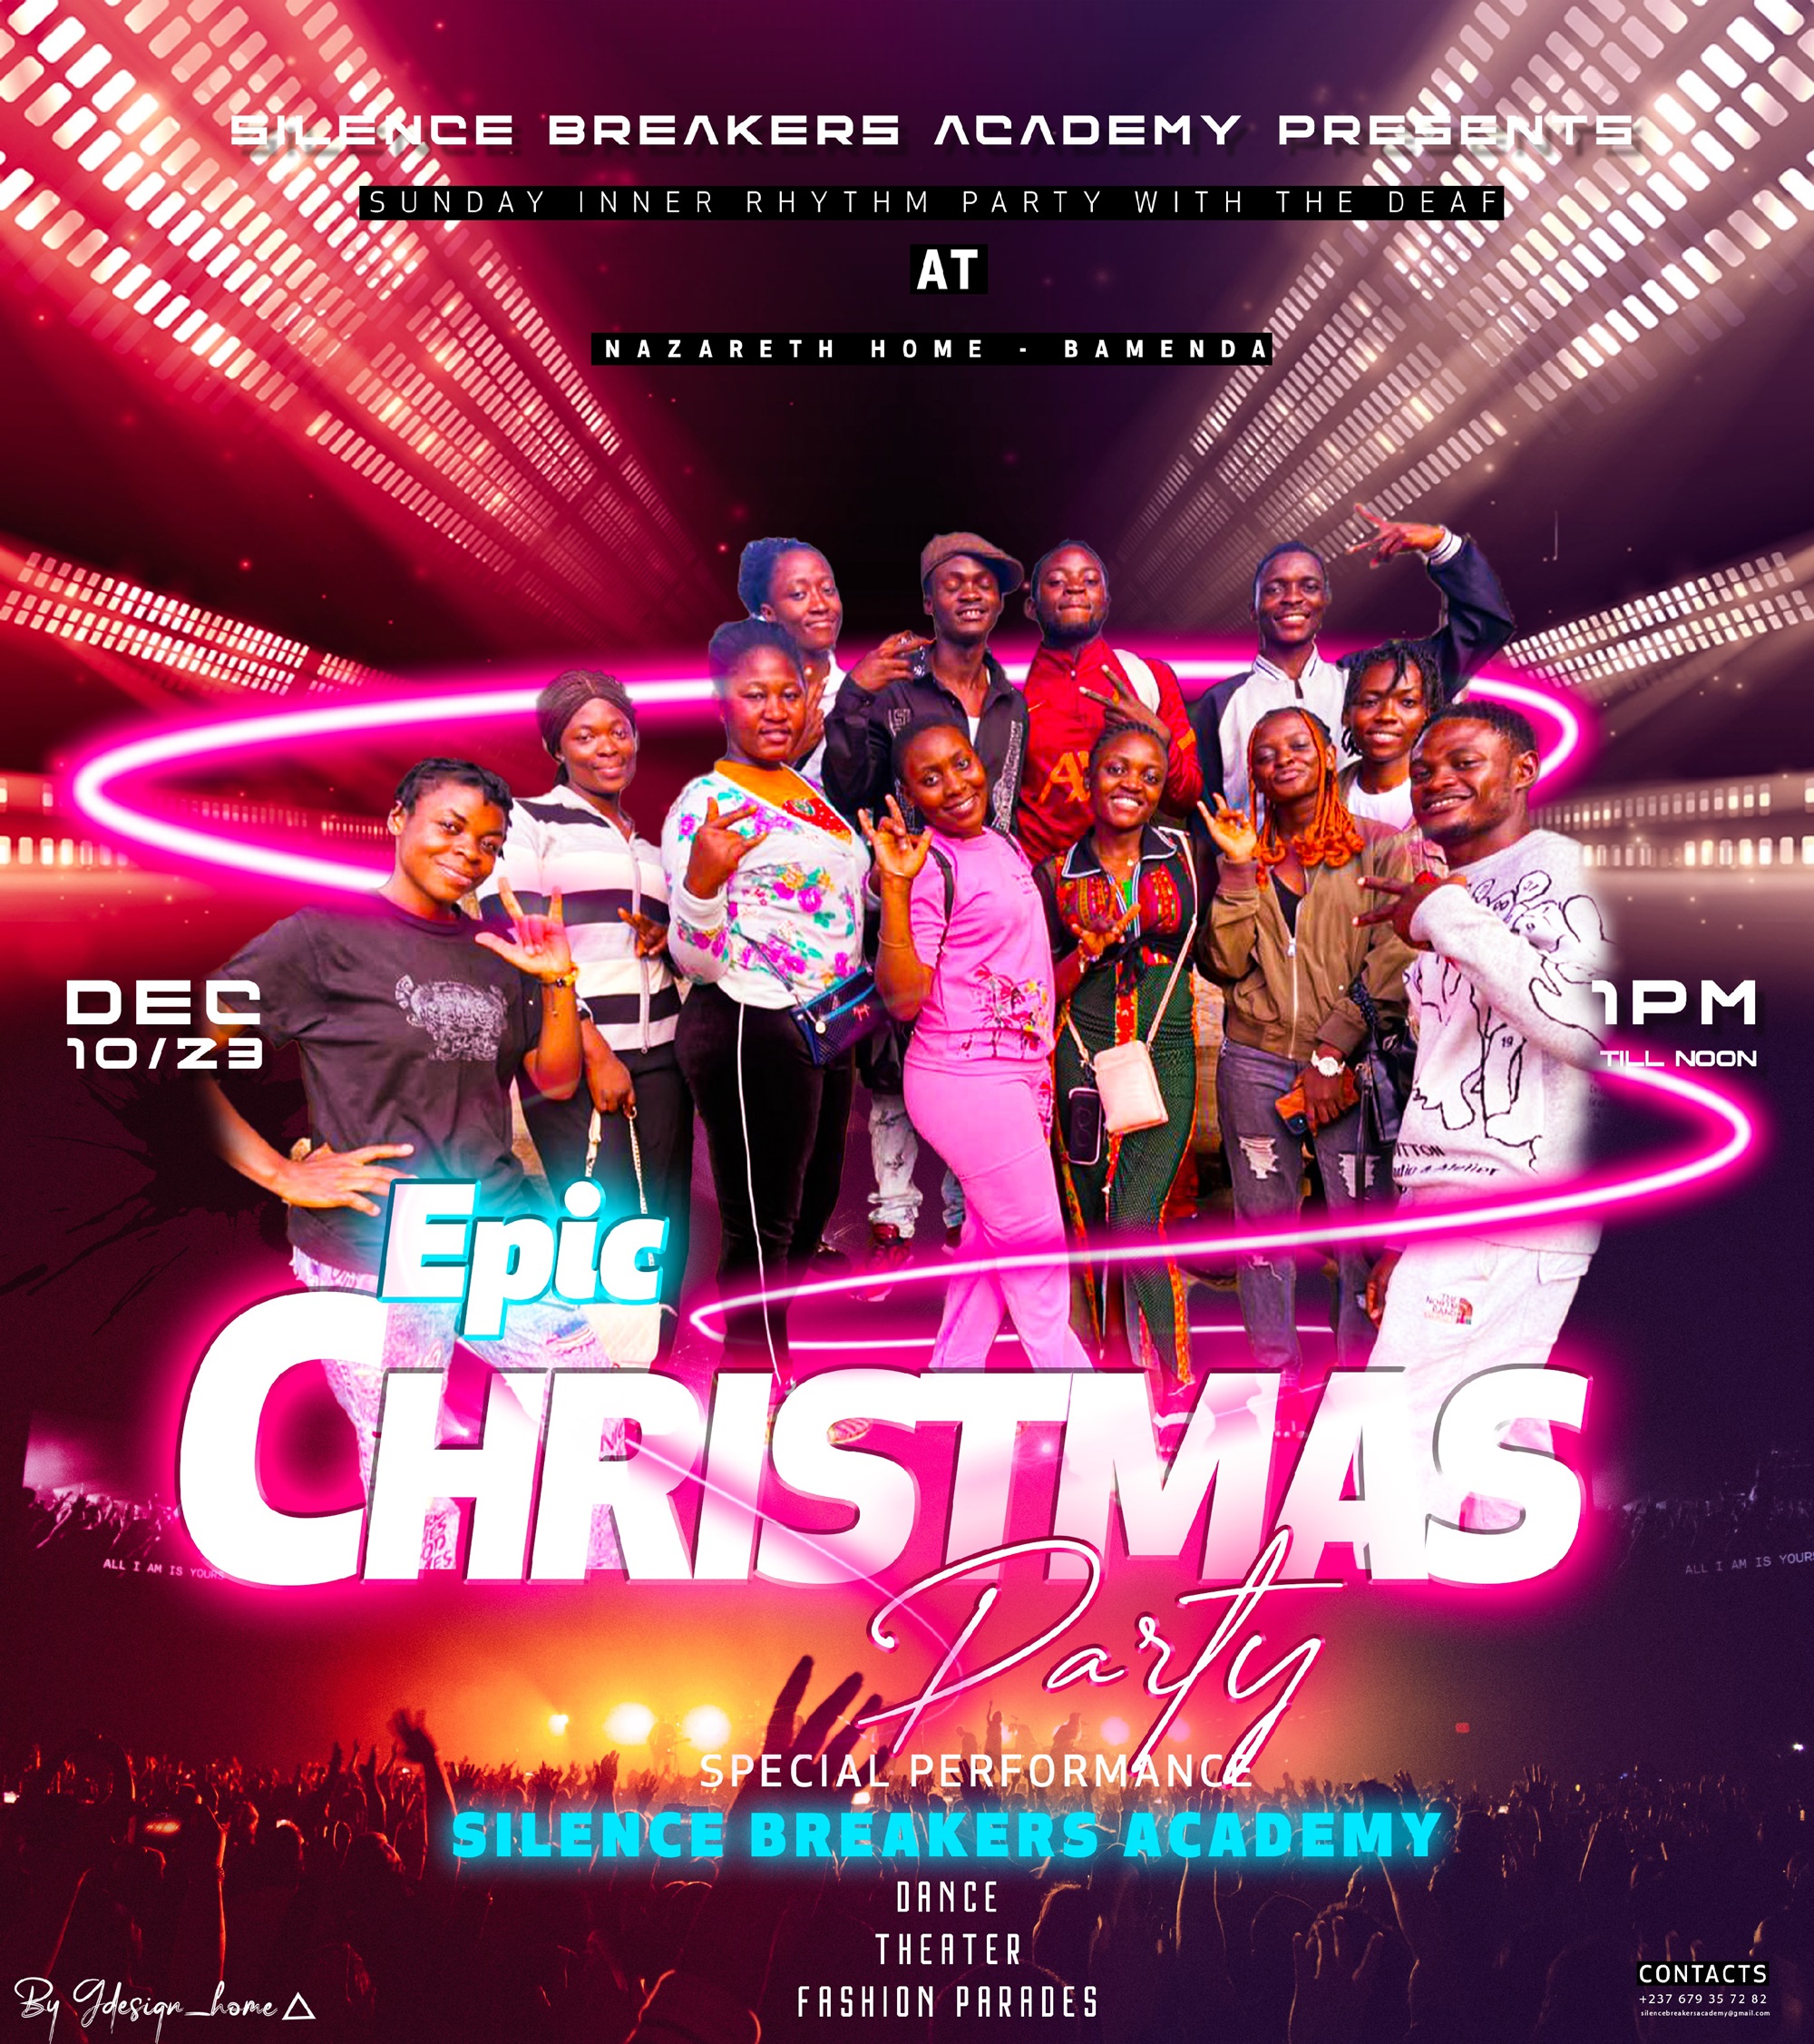 SILENCE BREAKERS ACADEMY PRESENTS
SUNDAY INNER RHYTHM PARTY WITH THE DEAF
AT
NAZARETH HOME - BAMENDA
DEC
10/23
1PM
TILL NOON
19
Epic
CHRISTMAS
Party
ALL I AM IS YOURS
ALL I AM IS YOURS
SPECIAL PERFORMANCE
SILENCE BREAKERS ACADEMY
DANCE
THEATER
FASHION PARADES
By Gdesign_home
CONTACTS
+237 679 35 72 82
silencebreakersacademy@gmail.com